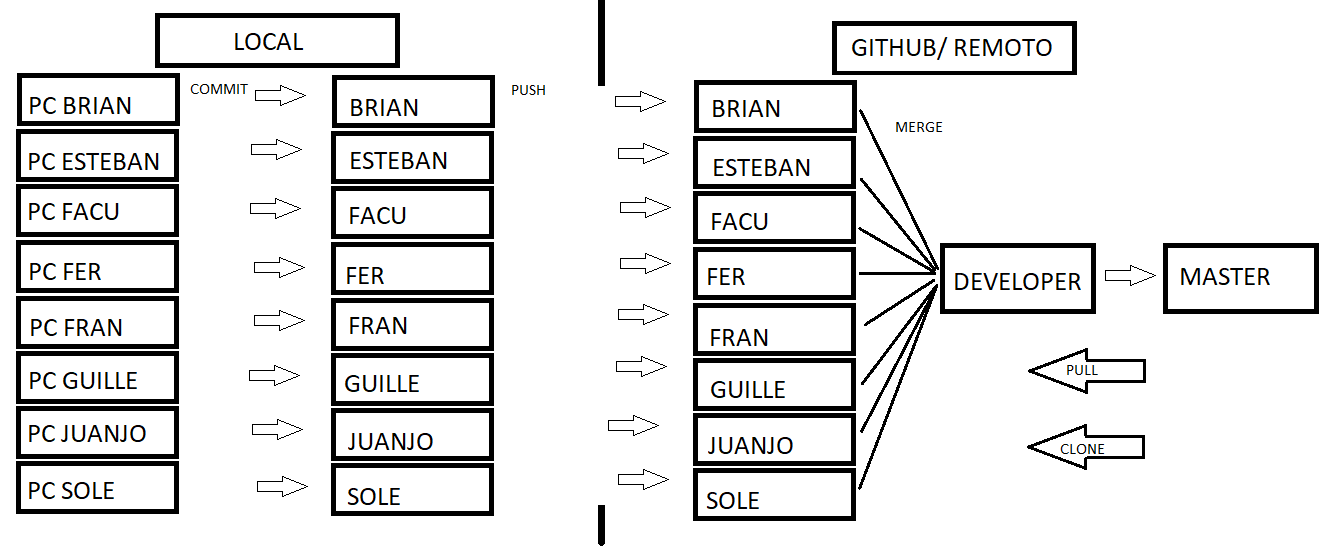 LOCAL
GITHUB/ REMOTO
PC BRIAN
COMMIT
BRIAN
PUSH
BRIAN
MERGE
PC ESTEBAN
ESTEBAN
ESTEBAN
PC FACU
FACU
FACU
PC FER
FER
FER
DEVELOPER
MASTER
PC FRAN
FRAN
FRAN
PC GUILLE
GUILLE
GUILLE
PULL
PC JUANJO
JUANJO
JUANJO
CLONE
PC SOLE
SOLE
SOLE